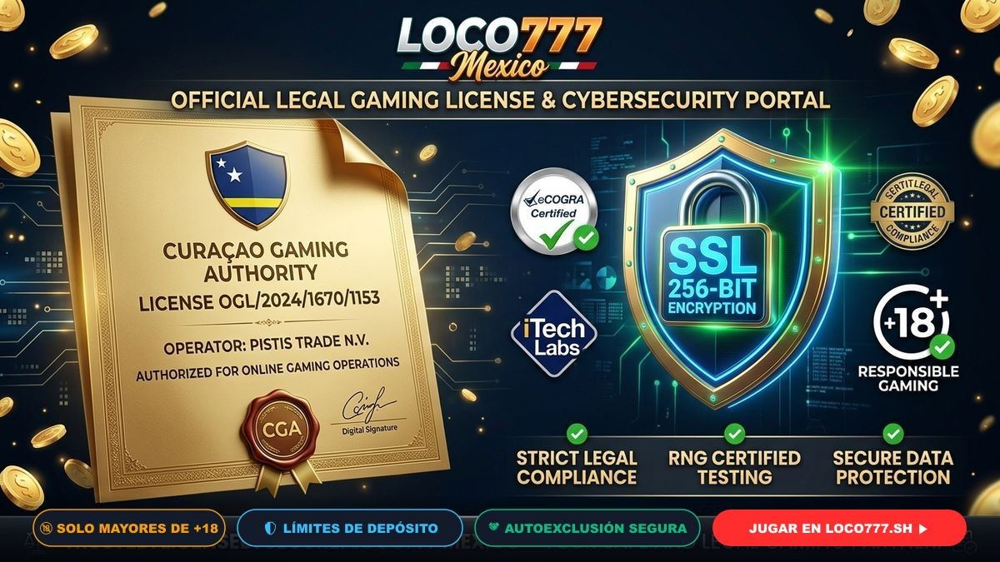 LOCO777
Mexico
OFFICIAL LEGAL GAMING LICENSE & CYBERSECURITY PORTAL
CURAÇAO GAMING
AUTHORITY
LICENSE OGL/2024/1670/1153
OPERATOR: PISTIS TRADE N.V.
AUTHORIZED FOR ONLINE GAMING OPERATIONS
CGA
Digital Signature
eCOGRA
Certified
iTech
Labs
SSL
256-BIT
ENCRYPTION
SERTITLEGAL
CERTIFIED
COMPLIANCE
+18+
RESPONSIBLE
GAMING
STRICT LEGAL
COMPLIANCE
RNG CERTIFIED
TESTING
SECURE DATA
PROTECTION
SOLO MAYORES DE +18
LÍMITES DE DEPÓSITO
AUTOEXCLUSIÓN SEGURA
JUGAR EN LOCO777.SH